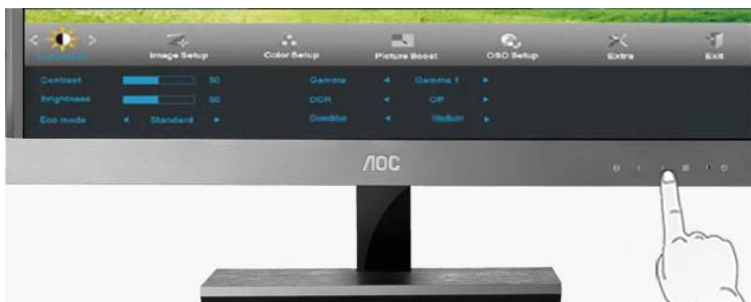 Luminance Image Setup Color Setup Picture Boost OSD Setup Extra Exit
Contrast 50 Gamma Gamma 1
Brightness 50 DCR Off
Eco mode Standard Overdrive Medium
AOC